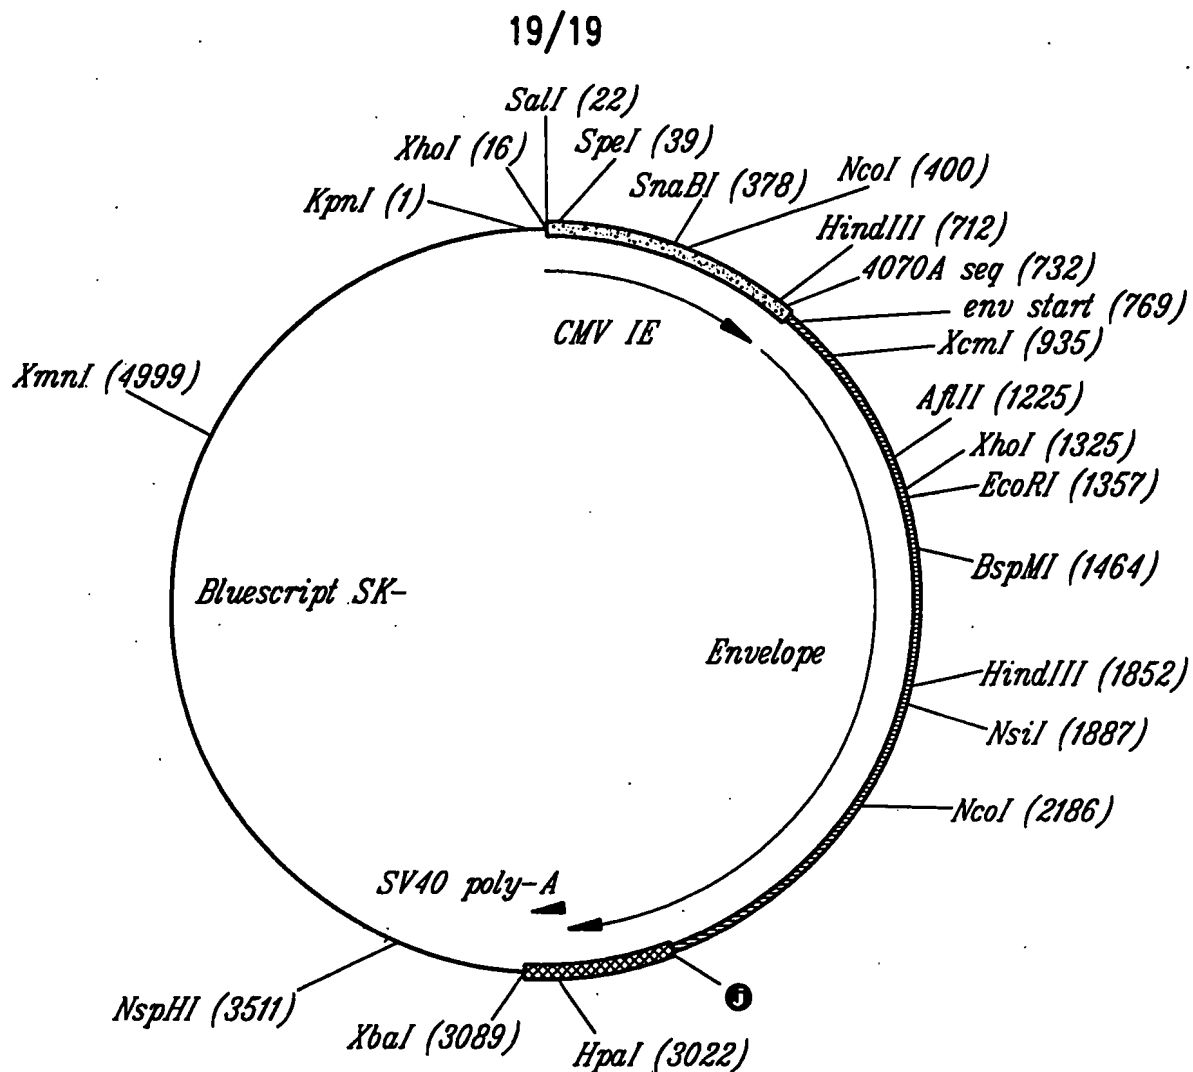 19/19
SalI (22)
XhoI (16)
SpeI (39)
KpnI (1)
SnaBI (378)
NcoI (400)
HindIII (712)
4070A seq (732)
env start (769)
XcmI (935)
CMV IE
XmnI (4999)
AflII (1225)
XhoI (1325)
EcoRI (1357)
BspMI (1464)
Bluescript SK-
Envelope
HindIII (1852)
NsiI (1887)
NcoI (2186)
SV40 poly-A
j
NspHI (3511)
XbaI (3089)
HpaI (3022)